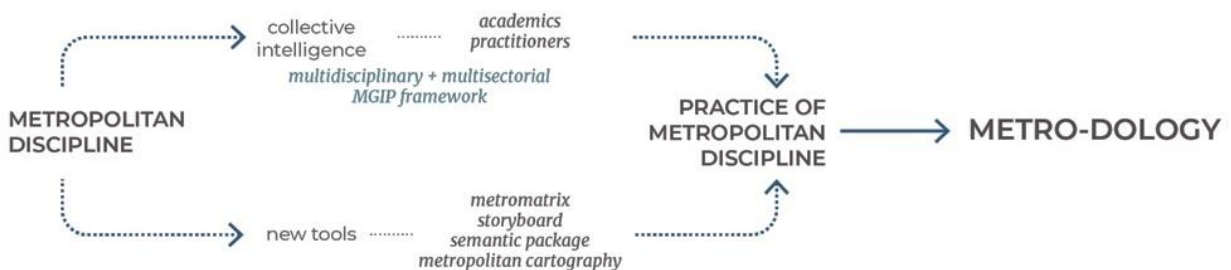 METROPOLITAN
DISCIPLINE
collective
intelligence
academics
practitioners
multidisciplinary + multisectorial
MGIP framework
new tools
metromatrix
storyboard
semantic package
metropolitan cartography
PRACTICE OF
METROPOLITAN
DISCIPLINE
METRO-DOLOGY